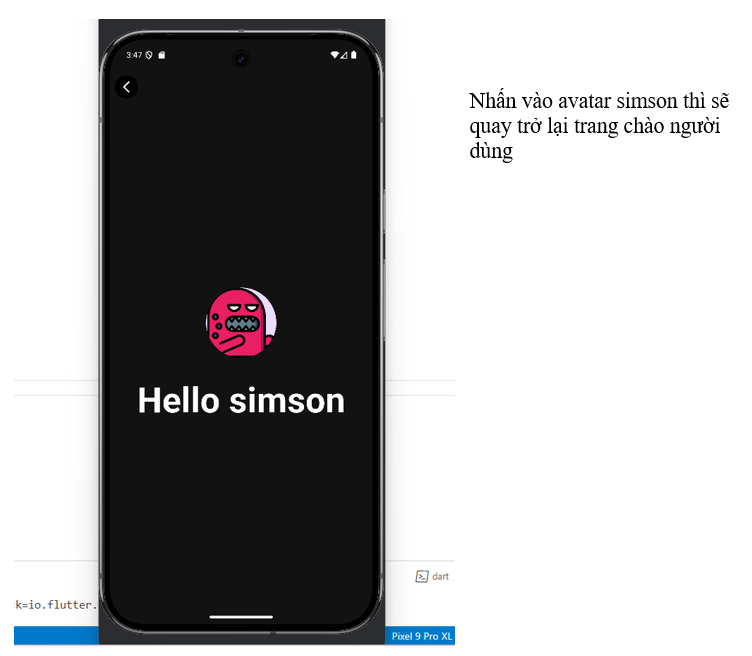 3:47
Nhấn vào avatar simson thì sẽ
quay trở lại trang chào người
dùng
Hello simson
dart
k=io.flutter.
Pixel 9 Pro XL